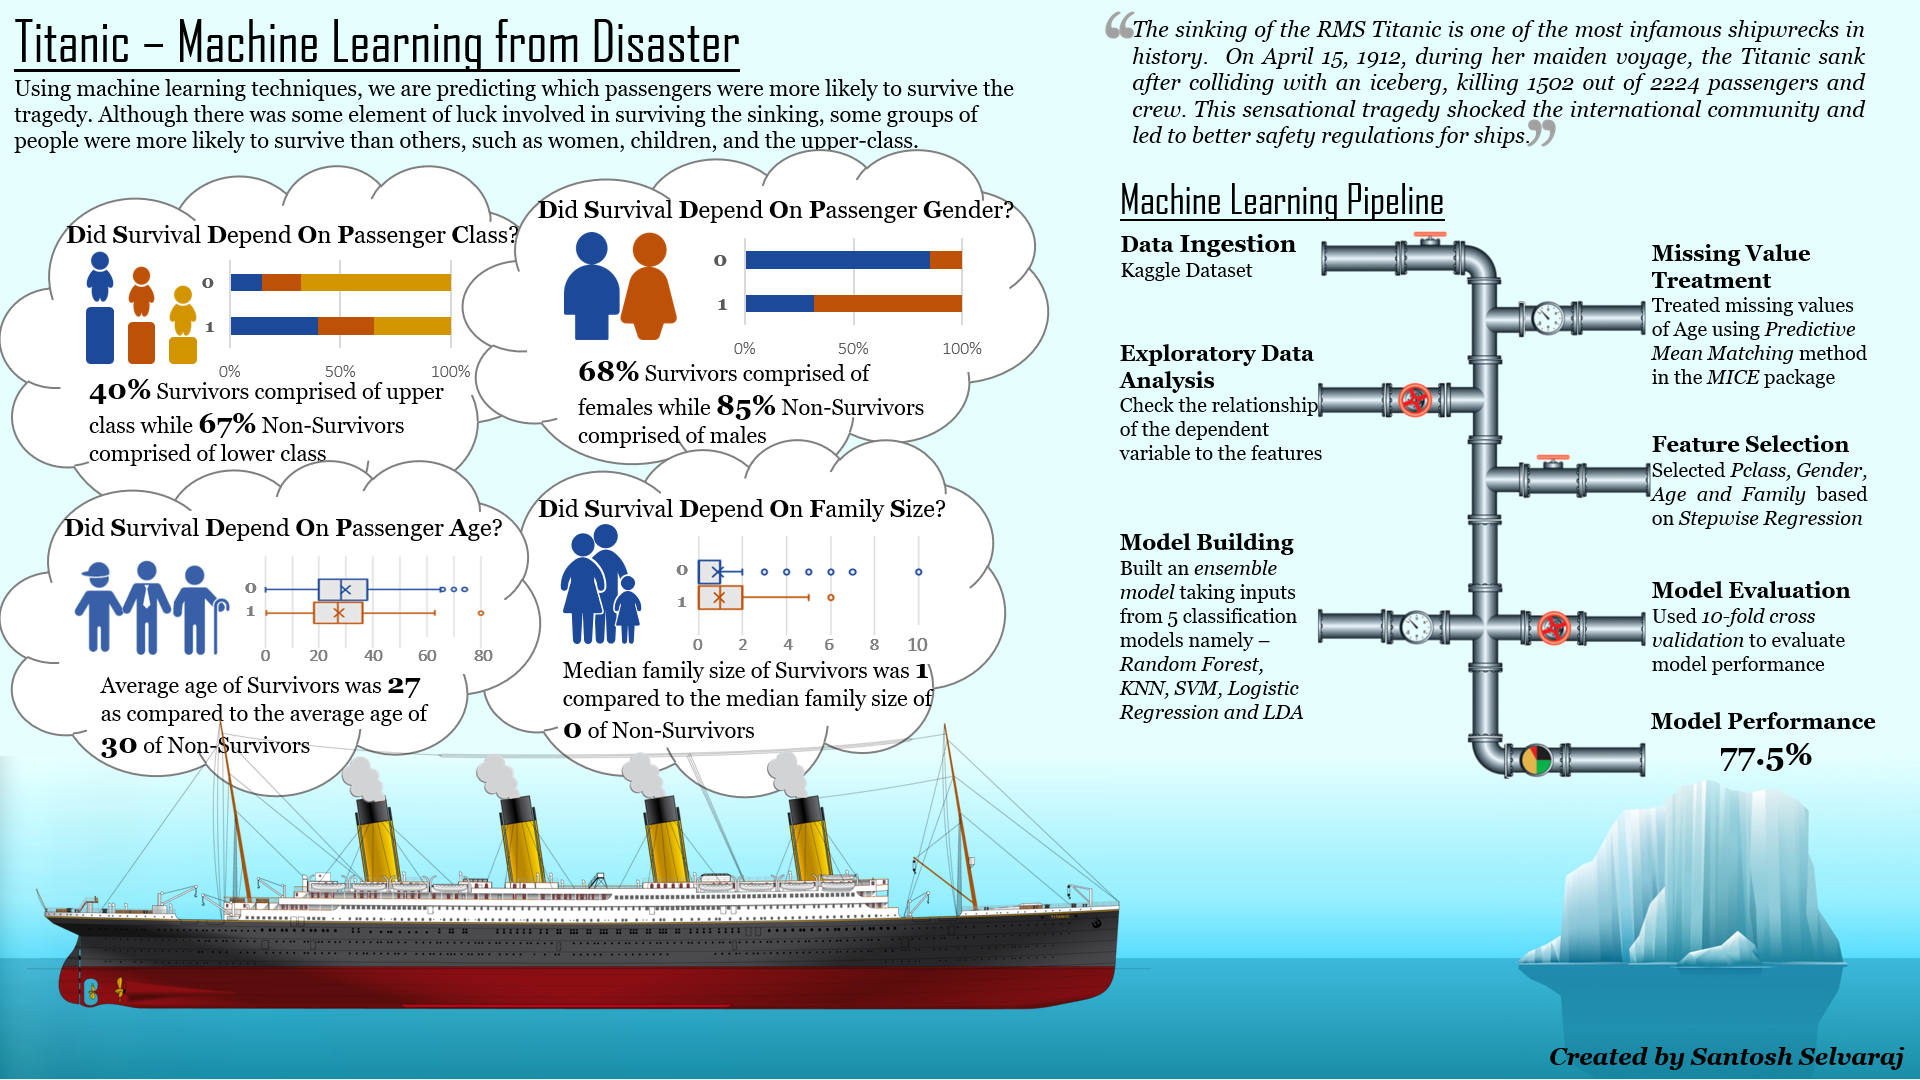 Titanic – Machine Learning from Disaster
Using machine learning techniques, we are predicting which passengers were more likely to survive the
tragedy. Although there was some element of luck involved in surviving the sinking, some groups of
people were more likely to survive than others, such as women, children, and the upper-class.
“The sinking of the RMS Titanic is one of the most infamous shipwrecks in
history. On April 15, 1912, during her maiden voyage, the Titanic sank
after colliding with an iceberg, killing 1502 out of 2224 passengers and
crew. This sensational tragedy shocked the international community and
led to better safety regulations for ships.”
Did Survival Depend On Passenger Class?
0
1
0% 50% 100%
40% Survivors comprised of upper
class while 67% Non-Survivors
comprised of lower class
Did Survival Depend On Passenger Gender?
0
1
0% 50% 100%
68% Survivors comprised of
females while 85% Non-Survivors
comprised of males
Did Survival Depend On Passenger Age?
0
1
0 20 40 60 80
Average age of Survivors was 27
as compared to the average age of
30 of Non-Survivors
Did Survival Depend On Family Size?
0
1
0 2 4 6 8 10
Median family size of Survivors was 1
compared to the median family size of
0 of Non-Survivors
Machine Learning Pipeline
Data Ingestion
Kaggle Dataset
Missing Value
Treatment
Treated missing values
of Age using Predictive
Mean Matching method
in the MICE package
Exploratory Data
Analysis
Check the relationship
of the dependent
variable to the features
Feature Selection
Selected Pclass, Gender,
Age and Family based
on Stepwise Regression
Model Building
Built an ensemble
model taking inputs
from 5 classification
models namely –
Random Forest,
KNN, SVM, Logistic
Regression and LDA
Model Evaluation
Used 10-fold cross
validation to evaluate
model performance
Model Performance
77.5%
TITANIC
Created by Santosh Selvaraj